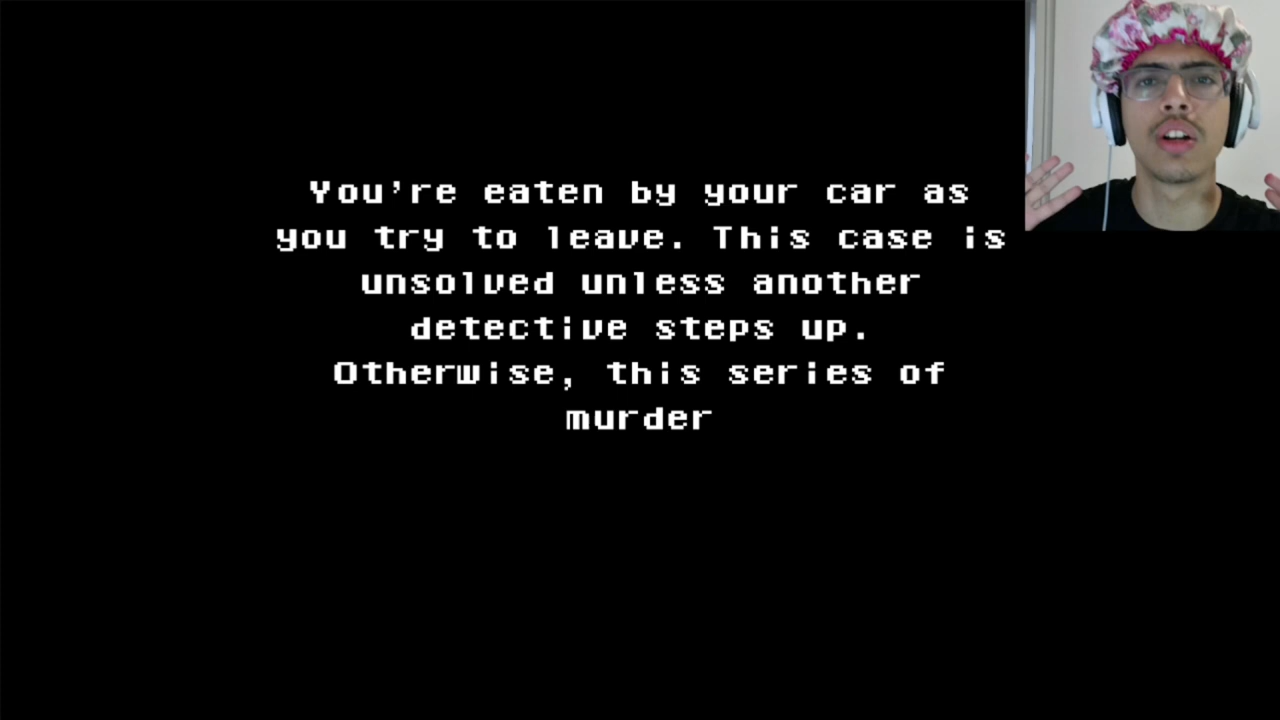 You're eaten by your car as
you try to leave. This case is
unsolved unless another
detective steps up.
Otherwise, this series of
murder